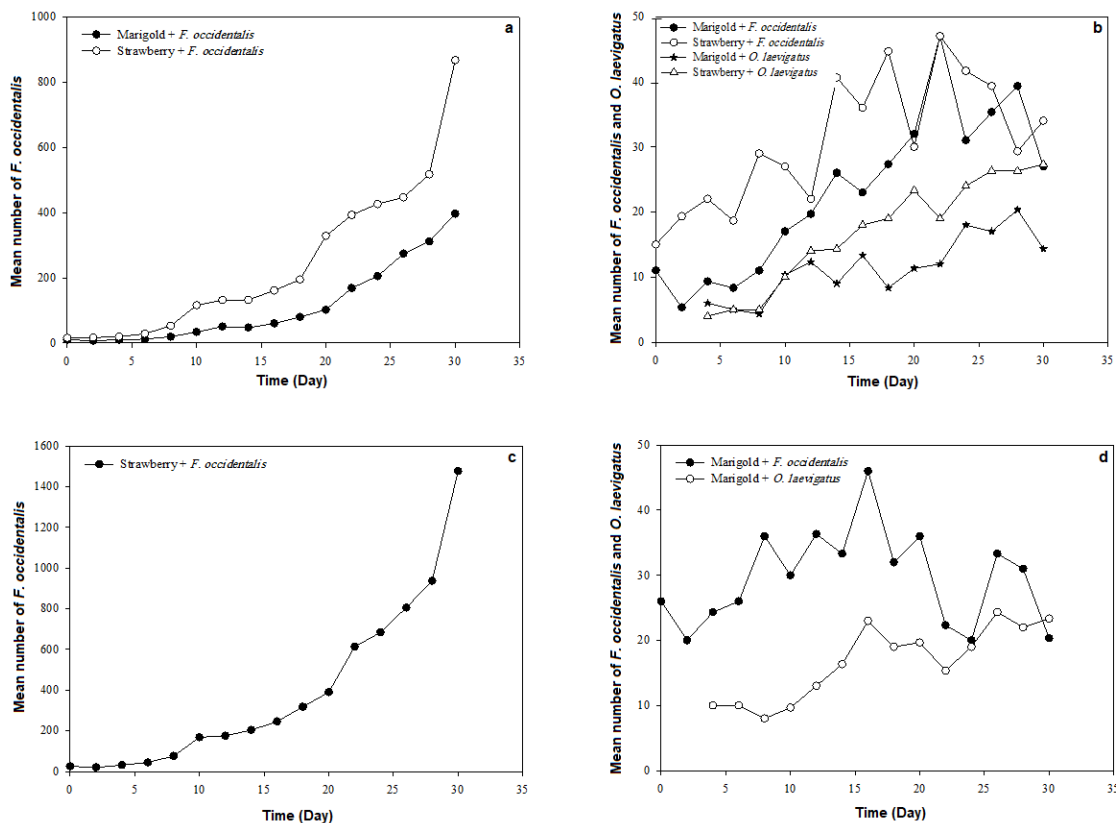 a
Marigold + F. occidentalis
Strawberry + F. occidentalis
Mean number of F. occidentalis
1000
800
600
400
200
0
0 5 10 15 20 25 30 35
Time (Day)
b
Marigold + F. occidentalis
Strawberry + F. occidentalis
Marigold + O. laevigatus
Strawberry + O. laevigatus
Mean number of F. occidentalis and O. laevigatus
50
40
30
20
10
0
0 5 10 15 20 25 30 35
Time (Day)
c
Strawberry + F. occidentalis
Mean number of F. occidentalis
1600
1400
1200
1000
800
600
400
200
0
0 5 10 15 20 25 30 35
Time (Day)
d
Marigold + F. occidentalis
Marigold + O. laevigatus
Mean number of F. occidentalis and O. laevigatus
50
40
30
20
10
0
0 5 10 15 20 25 30 35
Time (Day)